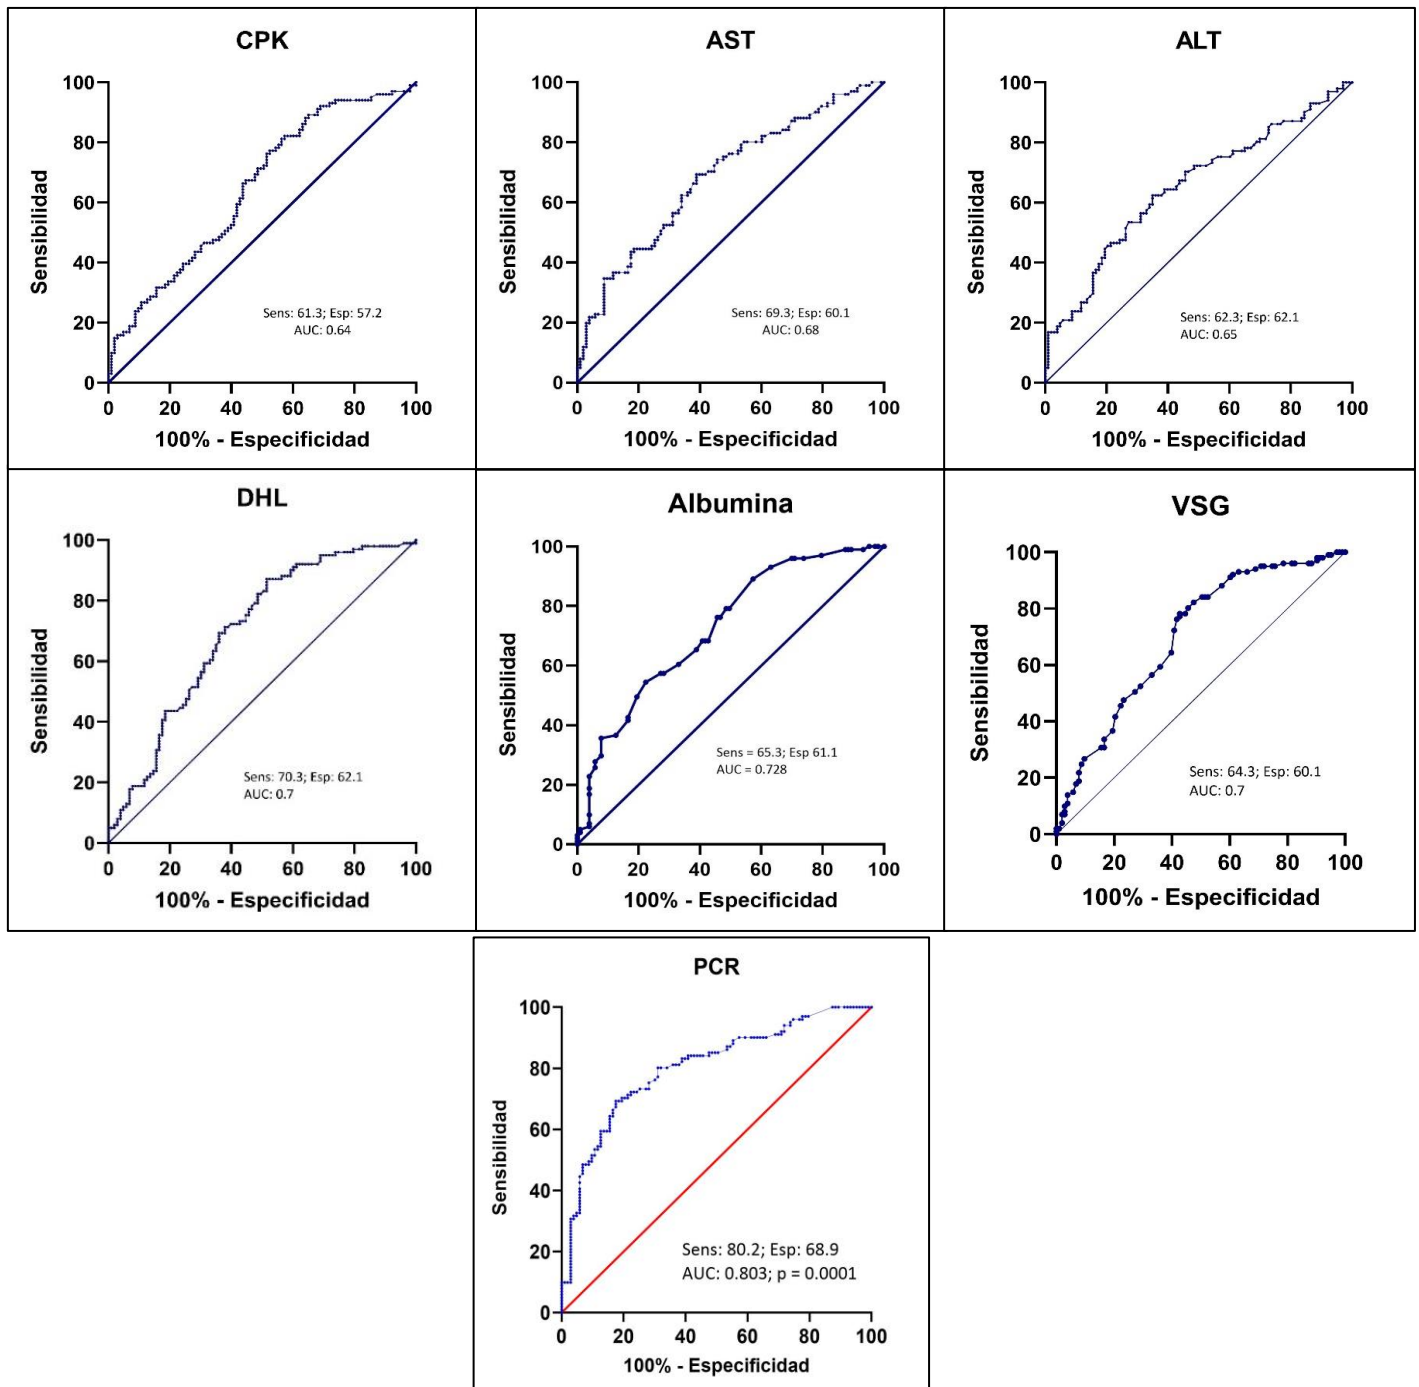 CPK
100
80
60
40
20
0
Sensibilidad
Sens: 61.3; Esp: 57.2
AUC: 0.64
0 20 40 60 80 100
100% - Especificidad
AST
100
80
60
40
20
0
Sensibilidad
Sens: 69.3; Esp: 60.1
AUC: 0.68
0 20 40 60 80 100
100% - Especificidad
ALT
100
80
60
40
20
0
Sensibilidad
Sens: 62.3; Esp: 62.1
AUC: 0.65
0 20 40 60 80 100
100% - Especificidad
DHL
100
80
60
40
20
0
Sensibilidad
Sens: 70.3; Esp: 62.1
AUC: 0.7
0 20 40 60 80 100
100% - Especificidad
Albumina
100
80
60
40
20
0
Sensibilidad
Sens = 65.3; Esp 61.1
AUC = 0.728
0 20 40 60 80 100
100% - Especificidad
VSG
100
80
60
40
20
0
Sensibilidad
Sens: 64.3; Esp: 60.1
AUC: 0.7
0 20 40 60 80 100
100% - Especificidad
PCR
100
80
60
40
20
0
Sensibilidad
Sens: 80.2; Esp: 68.9
AUC: 0.803; p = 0.0001
0 20 40 60 80 100
100% - Especificidad